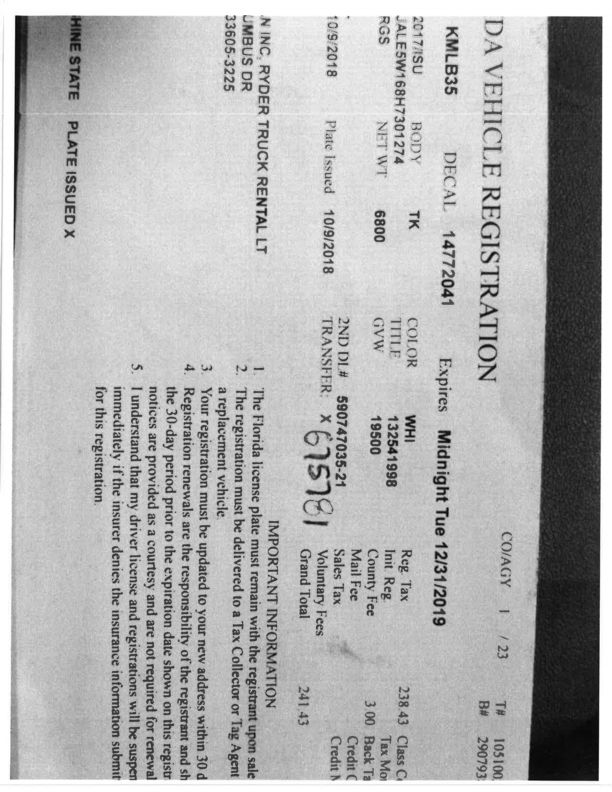 DA VEHICLE REGISTRATION
CO/AGY 1 / 23
T# 105100
B# 290793
KMLB35 DECAL 14772041 Expires Midnight Tue 12/31/2019
2017/ISU BODY TK COLOR WHI
JALE5W168H7301274 TITLE 132541998
RGS NET WT 6800 GVW 19500
Reg. Tax 238.43 Class C
Init. Reg. Tax Mo
County Fee 3.00 Back Ta
Mail Fee Credit C
Sales Tax Credit M
Voluntary Fees
Grand Total 241.43
2ND DL# 590747035-21
10/9/2018 Plate Issued 10/9/2018 TRANSFER: X
675781
N INC, RYDER TRUCK RENTAL LT
UMBUS DR
33605-3225
IMPORTANT INFORMATION
1. The Florida license plate must remain with the registrant upon sale
2. The registration must be delivered to a Tax Collector or Tag Agent
a replacement vehicle.
3. Your registration must be updated to your new address within 30 d
4. Registration renewals are the responsibility of the registrant and sh
the 30-day period prior to the expiration date shown on this registr
notices are provided as a courtesy and are not required for renewal
5. I understand that my driver license and registrations will be suspen
immediately if the insurer denies the insurance information submit
for this registration.
HINE STATE PLATE ISSUED X